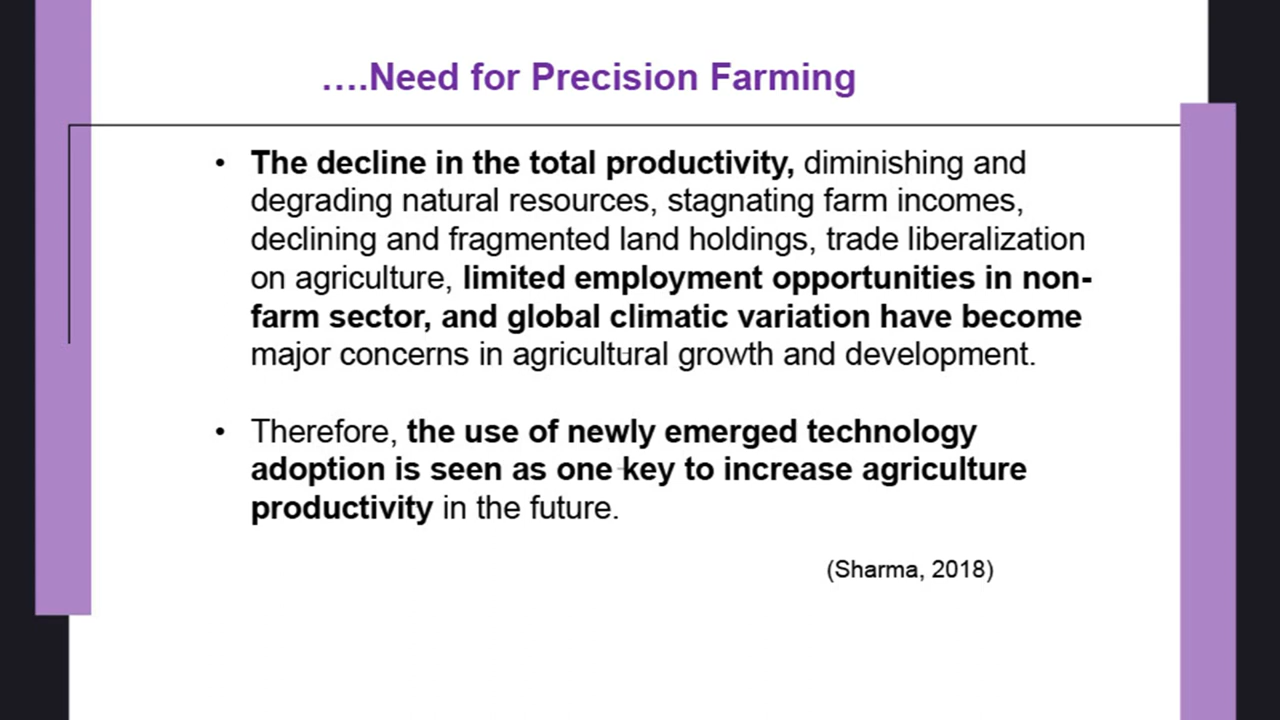 ....Need for Precision Farming
• The decline in the total productivity, diminishing and
degrading natural resources, stagnating farm incomes,
declining and fragmented land holdings, trade liberalization
on agriculture, limited employment opportunities in non-
farm sector, and global climatic variation have become
major concerns in agricultural growth and development.
• Therefore, the use of newly emerged technology
adoption is seen as one key to increase agriculture
productivity in the future.
(Sharma, 2018)